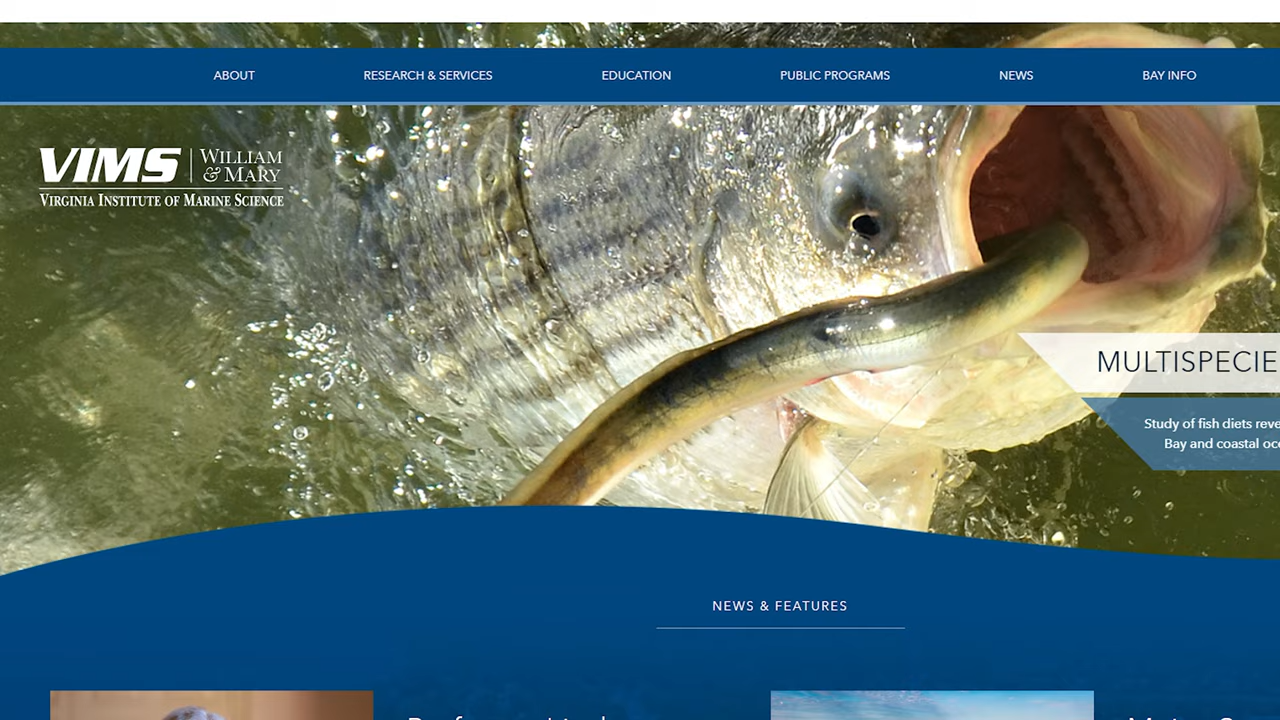 ABOUT
RESEARCH & SERVICES
EDUCATION
PUBLIC PROGRAMS
NEWS
BAY INFO
VIMS
WILLIAM
& MARY
VIRGINIA INSTITUTE OF MARINE SCIENCE
MULTISPECIE
Study of fish diets reve
Bay and coastal oc
NEWS & FEATURES